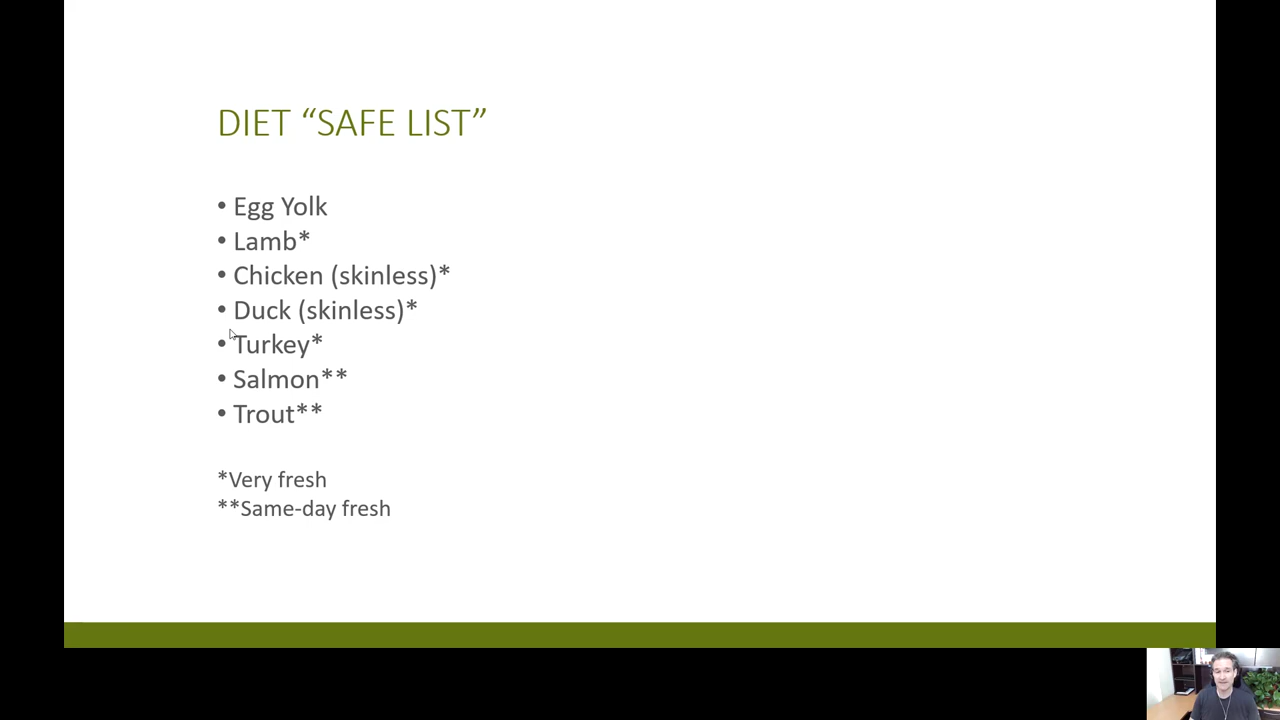 DIET “SAFE LIST”
• Egg Yolk
• Lamb*
• Chicken (skinless)*
• Duck (skinless)*
• Turkey*
• Salmon**
• Trout**
*Very fresh
**Same-day fresh